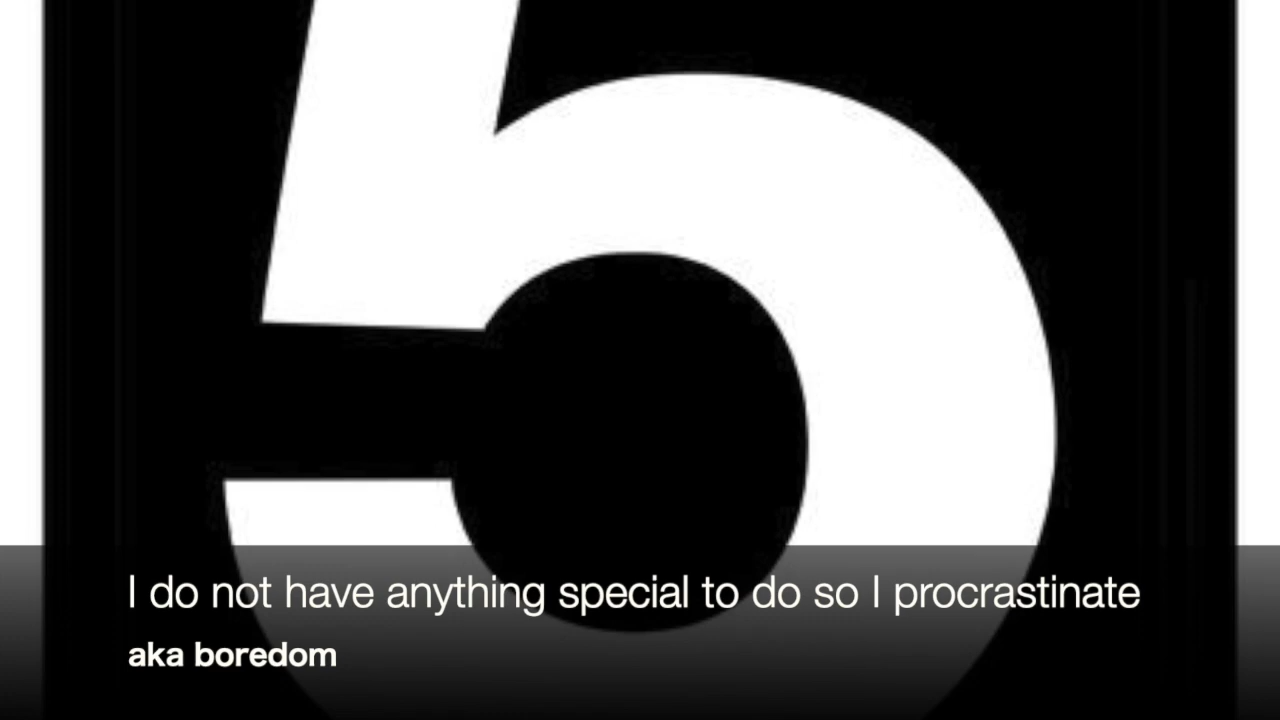 5
I do not have anything special to do so I procrastinate
aka boredom